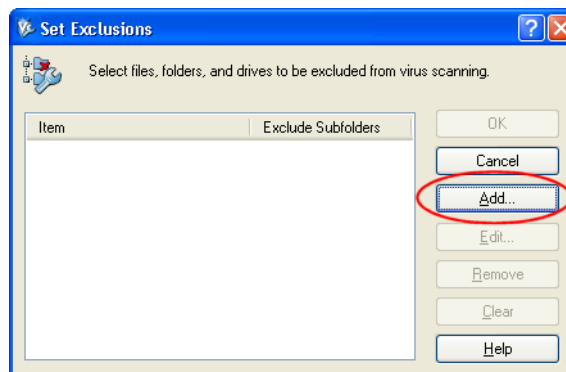 Set Exclusions
Select files, folders, and drives to be excluded from virus scanning.
Item Exclude Subfolders
OK
Cancel
Add...
Edit...
Remove
Clear
Help